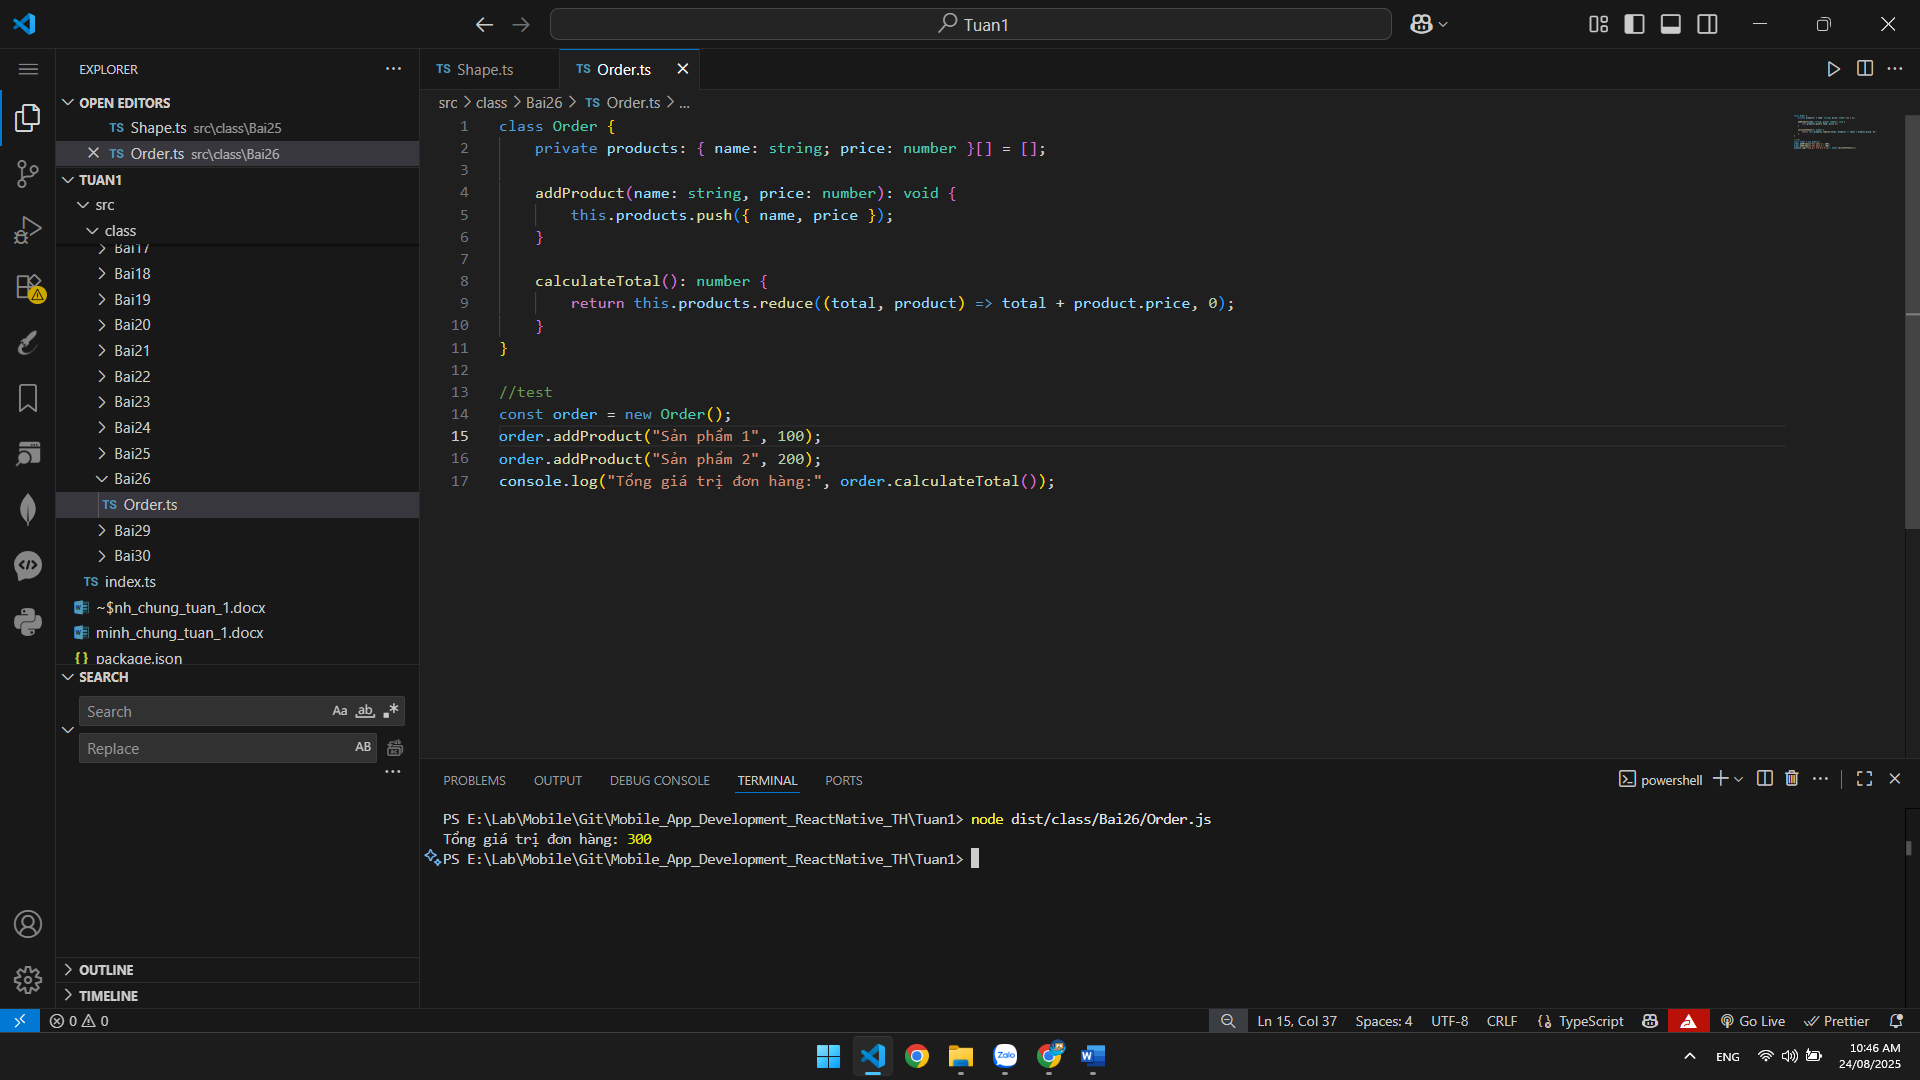 Tuan1
EXPLORER
OPEN EDITORS
TS Shape.ts src\class\Bai25
TS Order.ts src\class\Bai26
TUAN1
src
class
Bai17
Bai18
Bai19
Bai20
Bai21
Bai22
Bai23
Bai24
Bai25
Bai26
TS Order.ts
Bai29
Bai30
TS index.ts
~$nh_chung_tuan_1.docx
minh_chung_tuan_1.docx
{} package.json
SEARCH
Search Aa ab
Replace AB
OUTLINE
TIMELINE
TS Shape.ts
TS Order.ts
src > class > Bai26 > TS Order.ts > ...
1 class Order {
2 private products: { name: string; price: number }[] = [];
3
4 addProduct(name: string, price: number): void {
5 this.products.push({ name, price });
6 }
7
8 calculateTotal(): number {
9 return this.products.reduce((total, product) => total + product.price, 0);
10 }
11 }
12
13 //test
14 const order = new Order();
15 order.addProduct("Sản phẩm 1", 100);
16 order.addProduct("Sản phẩm 2", 200);
17 console.log("Tổng giá trị đơn hàng:", order.calculateTotal());
PROBLEMS OUTPUT DEBUG CONSOLE TERMINAL PORTS
powershell
PS E:\Lab\Mobile\Git\Mobile_App_Development_ReactNative_TH\Tuan1> node dist/class/Bai26/Order.js
Tổng giá trị đơn hàng: 300
PS E:\Lab\Mobile\Git\Mobile_App_Development_ReactNative_TH\Tuan1>
0 0
Ln 15, Col 37 Spaces: 4 UTF-8 CRLF {} TypeScript Go Live Prettier
Zalo
W
ENG
10:46 AM
24/08/2025